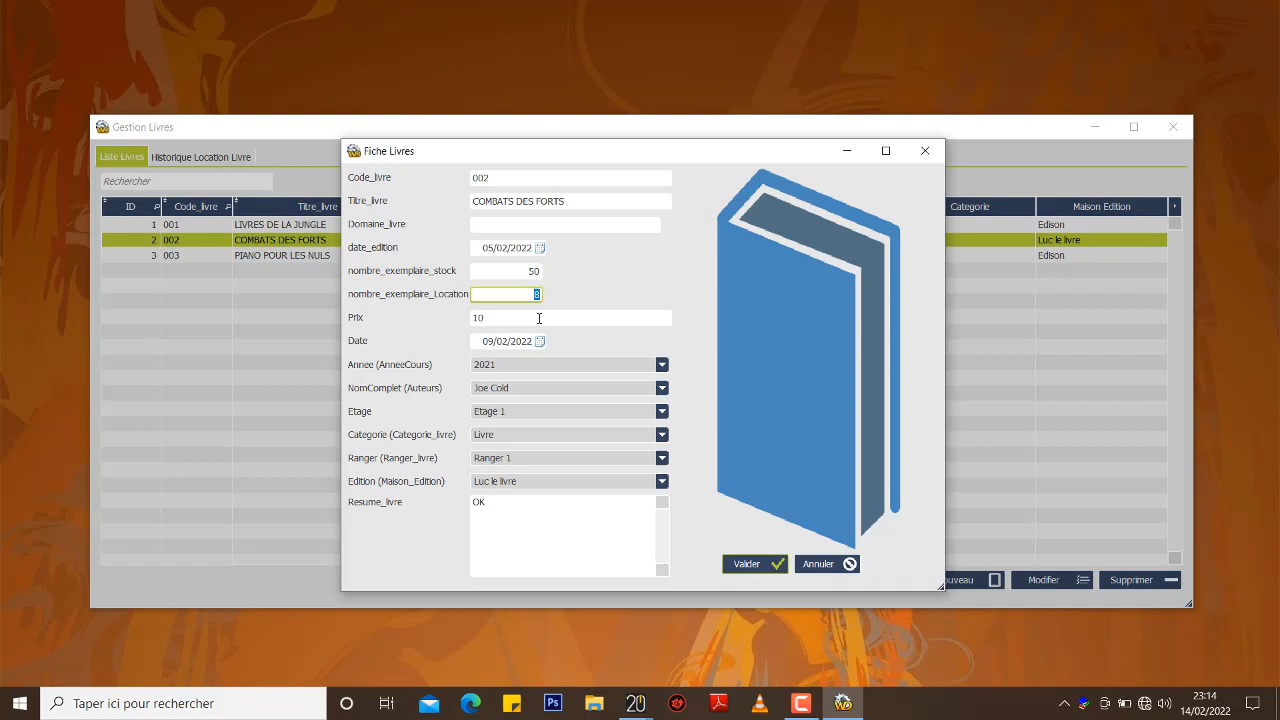 Gestion Livres
Liste Livres Historique Location Livre
Rechercher
ID Code_livre Titre_livre Categorie Maison Edition
1 001 LIVRES DE LA JUNGLE Edison
2 002 COMBATS DES FORTS Luc le livre
3 003 PIANO POUR LES NULS Edison
Fiche Livres
Code_livre 002
Titre_livre COMBATS DES FORTS
Domaine_livre
date_edition 05/02/2022
nombre_exemplaire_stock 50
nombre_exemplaire_Location 8
Prix 10
Date 09/02/2022
Annee (AnneeCours) 2021
NomComplet (Auteurs) Joe Cold
Etage Etage 1
Categorie (Categorie_livre) Livre
Ranger (Ranger_livre) Ranger 1
Edition (Maison_Edition) Luc le livre
Resume_livre OK
Valider Annuler
ouveau Modifier Supprimer
Taper ici pour rechercher
Ps 20
23:14
14/02/2022